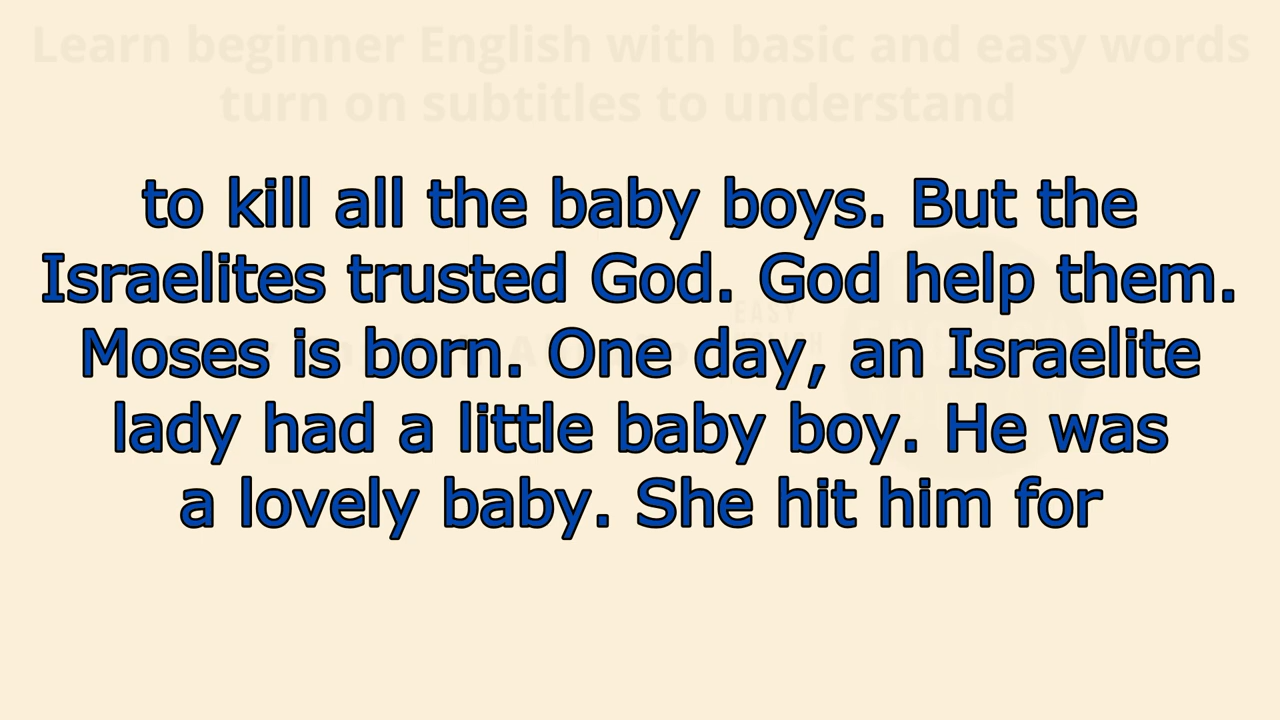 Learn beginner English with basic and easy words
turn on subtitles to understand
to kill all the baby boys. But the
Israelites trusted God. God help them.
EASY
Moses is born. One day, an Israelite
lady had a little baby boy. He was
a lovely baby. She hit him for